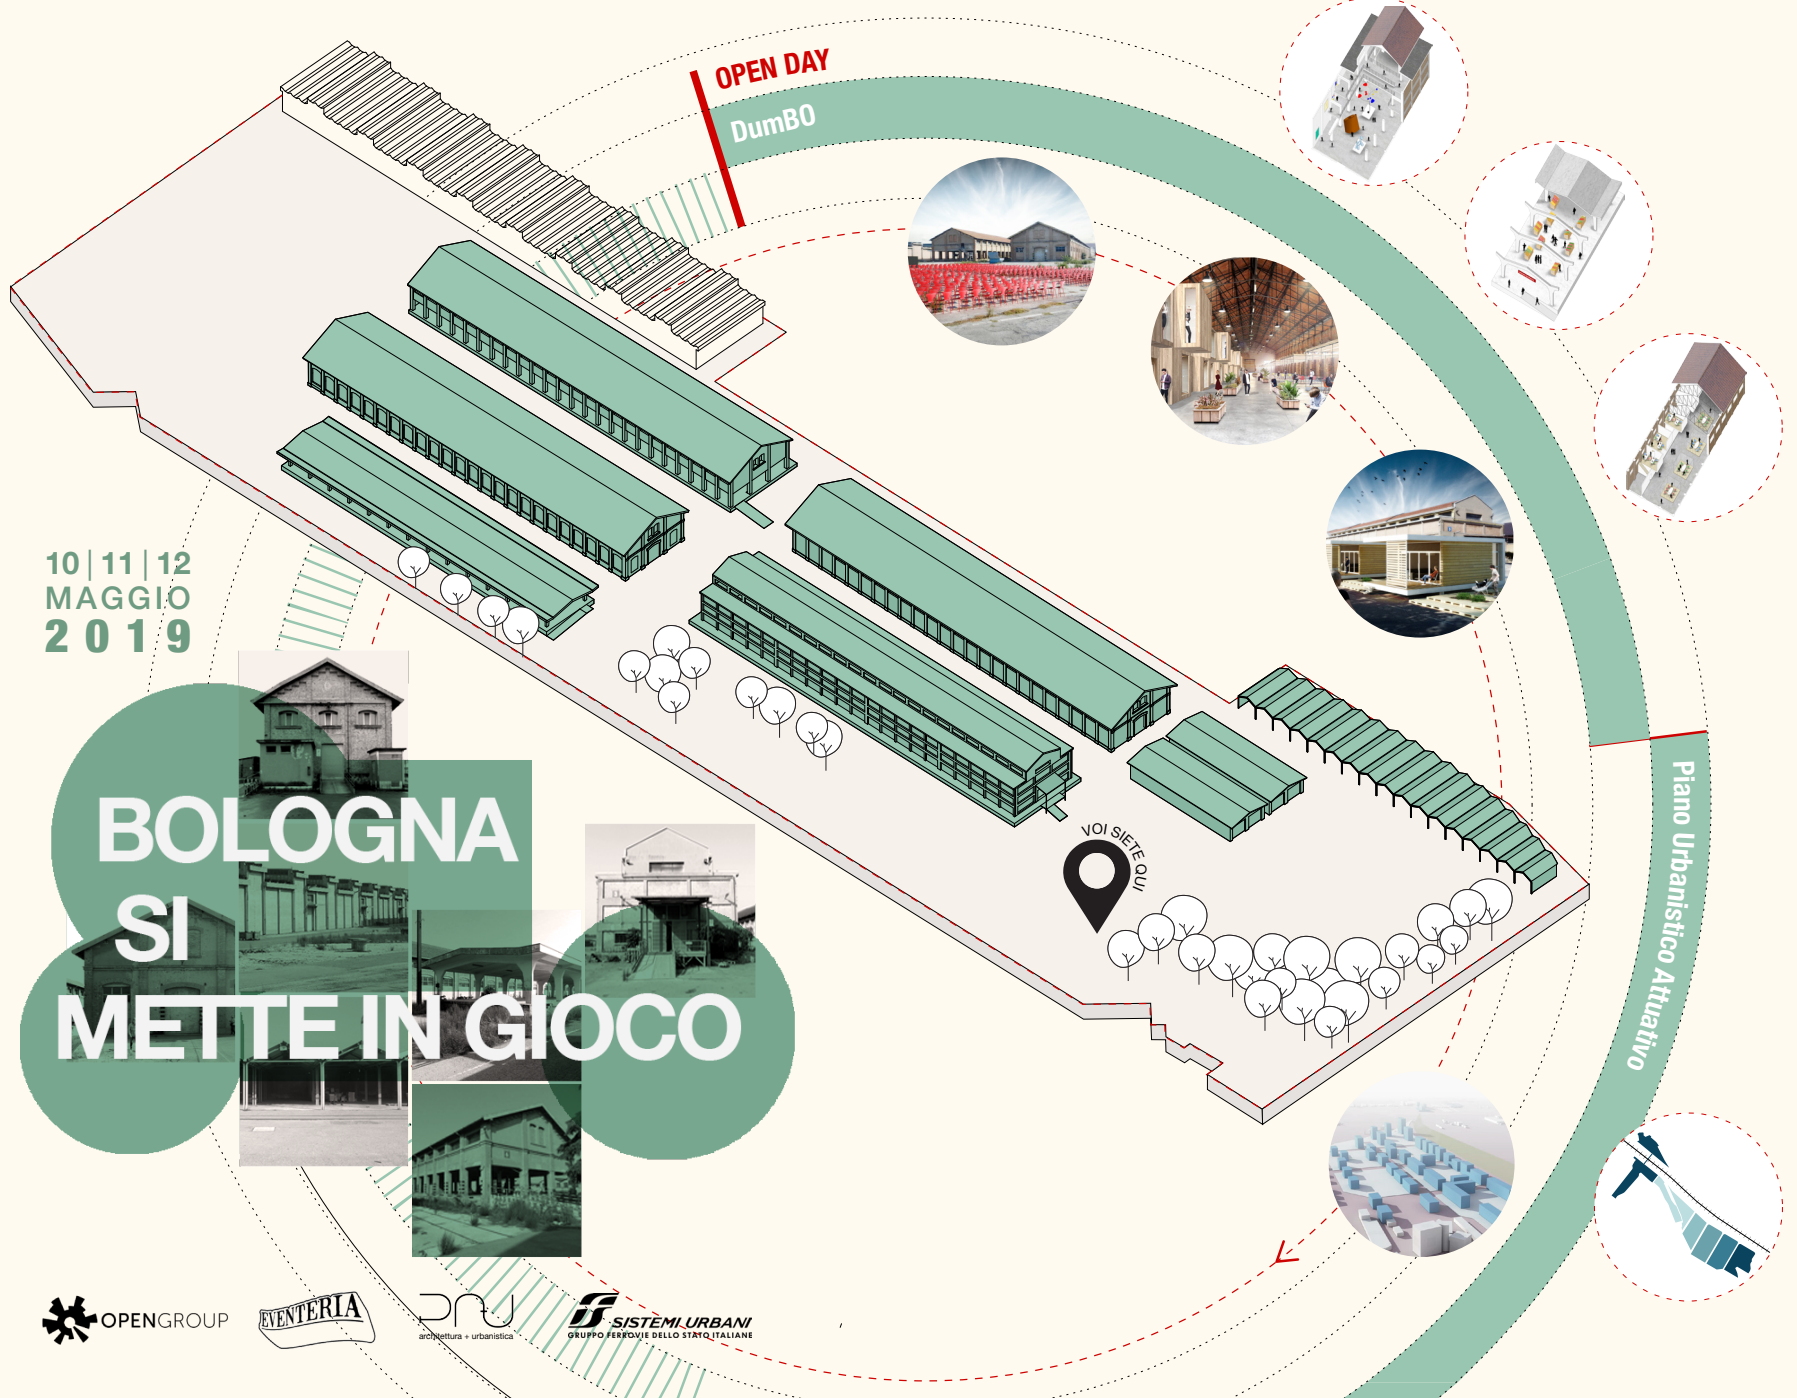 OPEN DAY
DumBO
10|11|12
MAGGIO
2019
BOLOGNA
SI
METTE IN GIOCO
VOI SIETE QUI
Piano Urbanistico Attuativo
OPENGROUP
EVENTERIA
architettura + urbanistica
SISTEMI URBANI
GRUPPO FERROVIE DELLO STATO ITALIANE